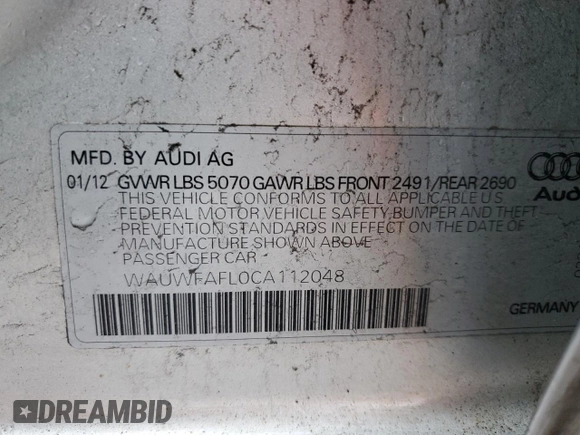 MFD. BY AUDI AG
01/12 GVWR LBS 5070 GAWR LBS FRONT 2491/REAR 2690
THIS VEHICLE CONFORMS TO ALL APPLICABLE U.S
FEDERAL MOTOR VEHICLE SAFETY, BUMPER AND THEFT
PREVENTION STANDARDS IN EFFECT ON THE DATE OF
MANUFACTURE SHOWN ABOVE
PASSENGER CAR
WAUWFAFL0CA112048
Audi
GERMANY
DREAMBID